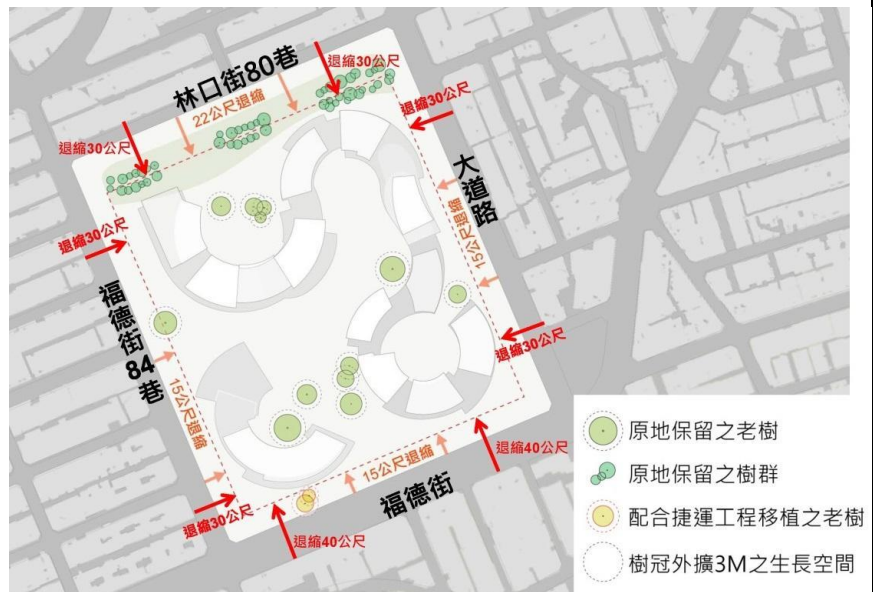 林口街80巷
退縮30公尺
22公尺退縮
退縮30公尺
退縮30公尺
大道路
15公尺退縮
退縮30公尺
福德街84巷
15公尺退縮
退縮30公尺
退縮30公尺
退縮40公尺
15公尺退縮
福德街
退縮40公尺
原地保留之老樹
原地保留之樹群
配合捷運工程移植之老樹
樹冠外擴3M之生長空間